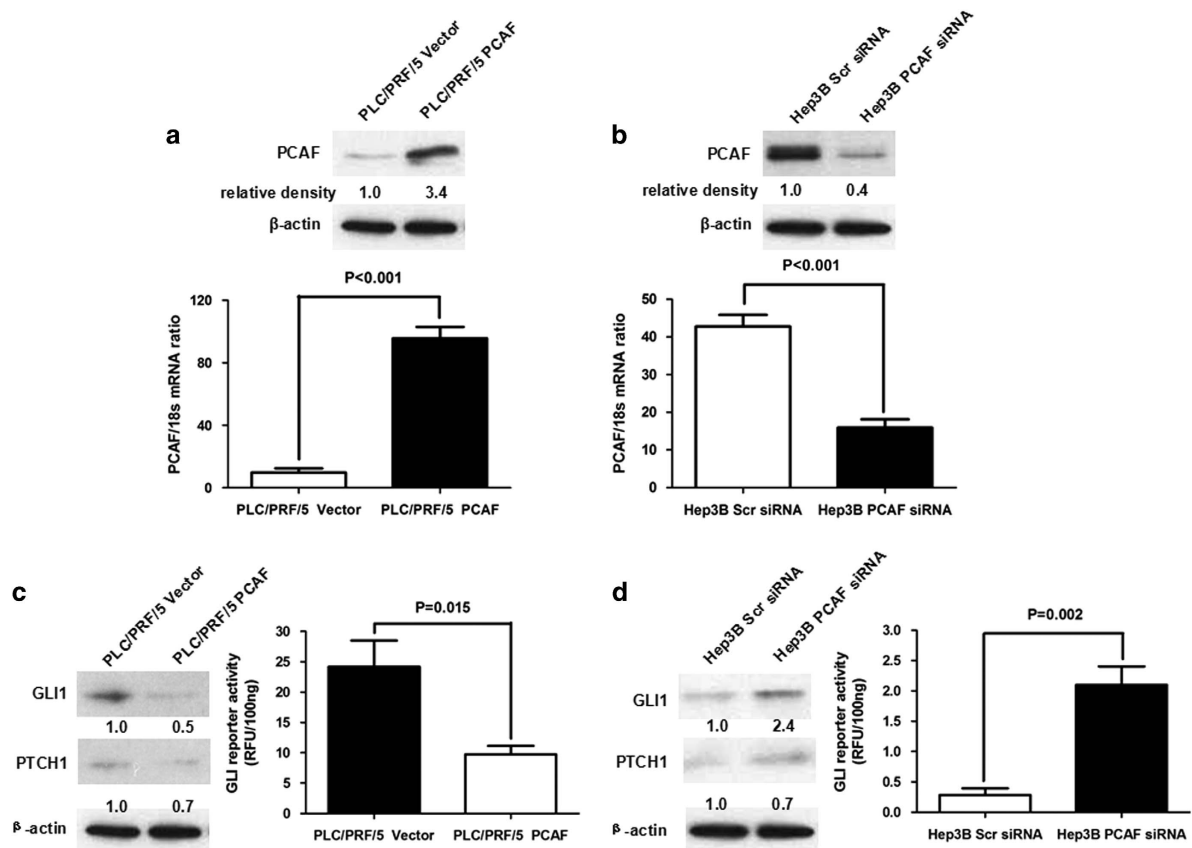 a
PLC/PRF/5 Vector
PLC/PRF/5 PCAF
PCAF
relative density 1.0 3.4
β-actin
P<0.001
PCAF/18s mRNA ratio
120
80
40
0
PLC/PRF/5 Vector
PLC/PRF/5 PCAF
b
Hep3B Scr siRNA
Hep3B PCAF siRNA
PCAF
relative density 1.0 0.4
β-actin
P<0.001
PCAF/18s mRNA ratio
50
40
30
20
10
0
Hep3B Scr siRNA
Hep3B PCAF siRNA
c
PLC/PRF/5 Vector
PLC/PRF/5 PCAF
GLI1
1.0 0.5
PTCH1
1.0 0.7
β-actin
P=0.015
GLI reporter activity
(RFU/100ng)
30
25
20
15
10
5
0
PLC/PRF/5 Vector
PLC/PRF/5 PCAF
d
Hep3B Scr siRNA
Hep3B PCAF siRNA
GLI1
1.0 2.4
PTCH1
1.0 0.7
β-actin
P=0.002
GLI reporter activity
(RFU/100ng)
3.0
2.5
2.0
1.5
1.0
0.5
0.0
Hep3B Scr siRNA
Hep3B PCAF siRNA